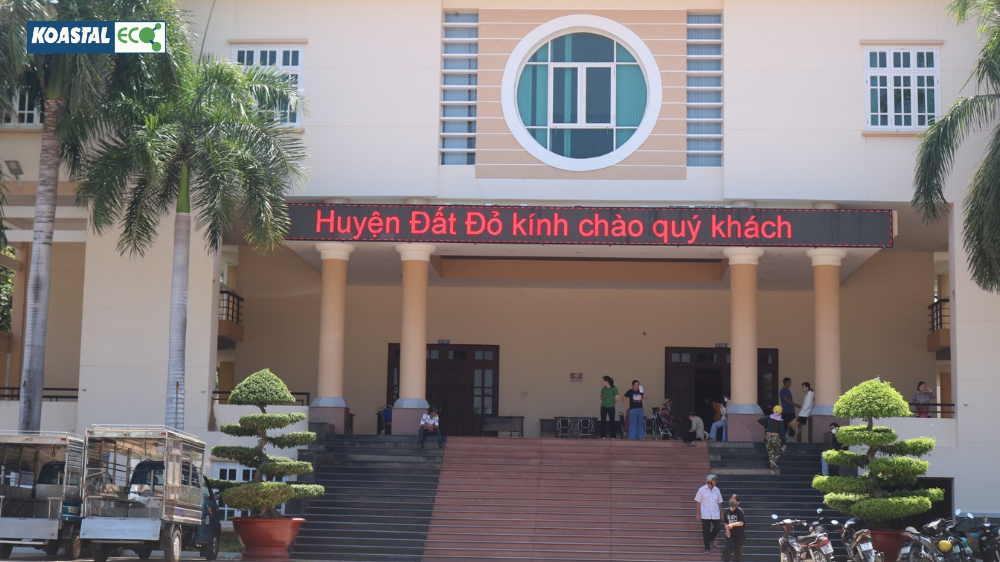 KOASTAL ECO
Huyện Đất Đỏ kính chào quý khách